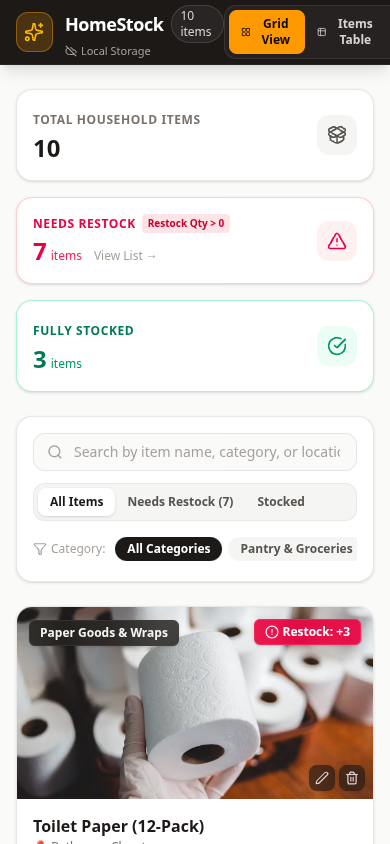 HomeStock
10 items
Local Storage
Grid View
Items Table
TOTAL HOUSEHOLD ITEMS
10
NEEDS RESTOCK
Restock Qty > 0
7 items
View List →
FULLY STOCKED
3 items
Search by item name, category, or locatic
All Items
Needs Restock (7)
Stocked
Category:
All Categories
Pantry & Groceries
Paper Goods & Wraps
Restock: +3
Toilet Paper (12-Pack)